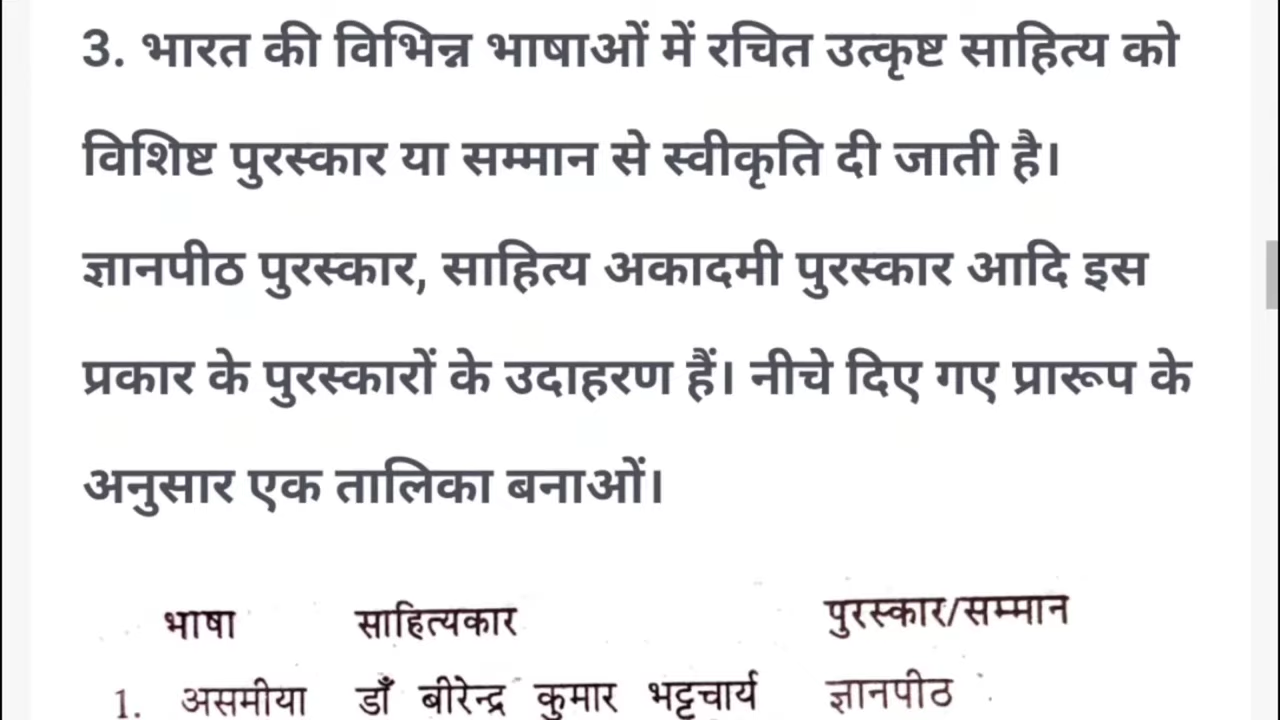 3. भारत की विभिन्न भाषाओं में रचित उत्कृष्ट साहित्य को
विशिष्ट पुरस्कार या सम्मान से स्वीकृति दी जाती है।
ज्ञानपीठ पुरस्कार, साहित्य अकादमी पुरस्कार आदि इस
प्रकार के पुरस्कारों के उदाहरण हैं। नीचे दिए गए प्रारूप के
अनुसार एक तालिका बनाओं।
भाषा साहित्यकार पुरस्कार/सम्मान
1. असमीया डाँ बीरेन्द्र कुमार भट्टचार्य ज्ञानपीठ